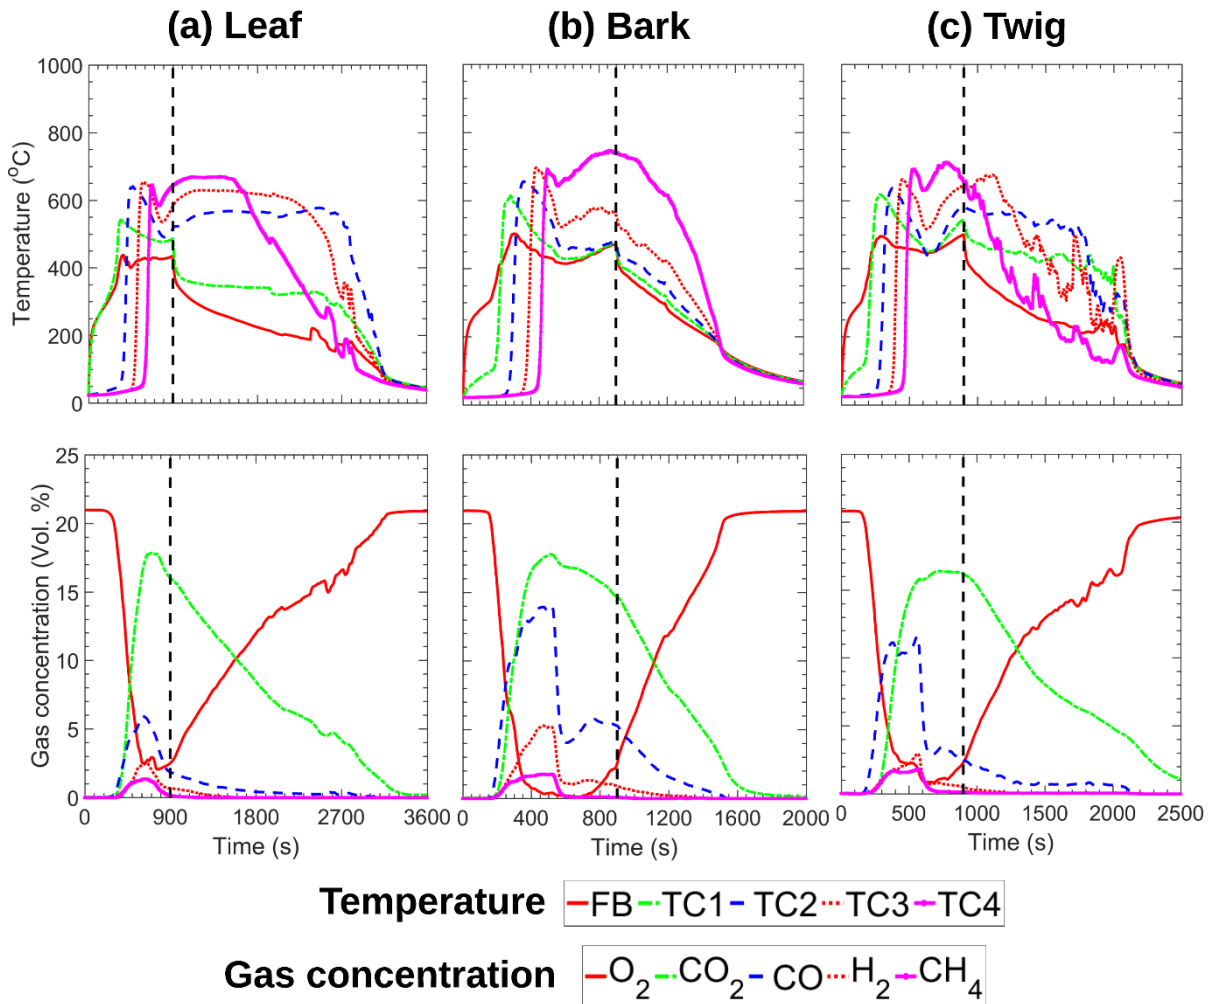 (a) Leaf (b) Bark (c) Twig
1000
800
600
400
200
0
Temperature (°C)
25
20
15
10
5
0
Gas concentration (Vol. %)
0 900 1800 2700 3600
0 400 800 1200 1600 2000
0 500 1000 1500 2000 2500
Time (s) Time (s) Time (s)
Temperature FB TC1 TC2 TC3 TC4
Gas concentration O2 CO2 CO H2 CH4